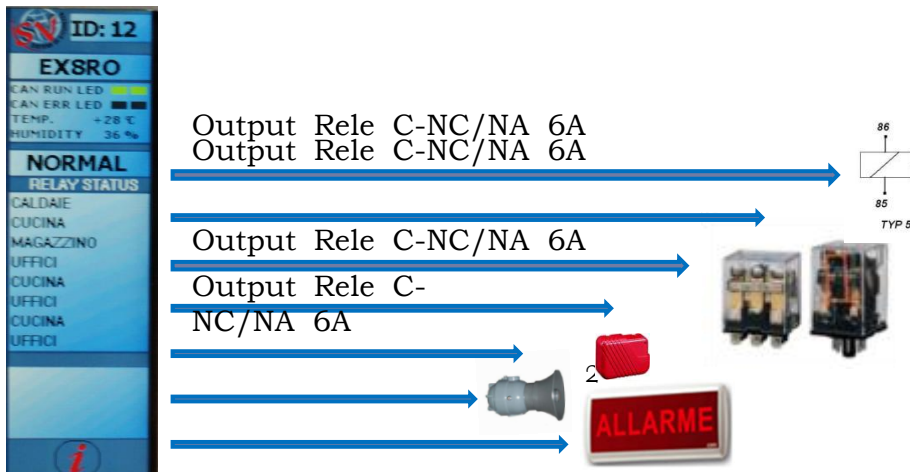 SV ID: 12
EX8RO
CAN RUN LED
CAN ERR LED
TEMP. +28 °C
HUMIDITY 36 %
NORMAL
RELAY STATUS
CALDAIE
CUCINA
MAGAZZINO
UFFICI
CUCINA
UFFICI
CUCINA
UFFICI
i
Output Rele C-NC/NA 6A
Output Rele C-NC/NA 6A
Output Rele C-NC/NA 6A
Output Rele C-
NC/NA 6A
86
85
TYP 5
2
ALLARME